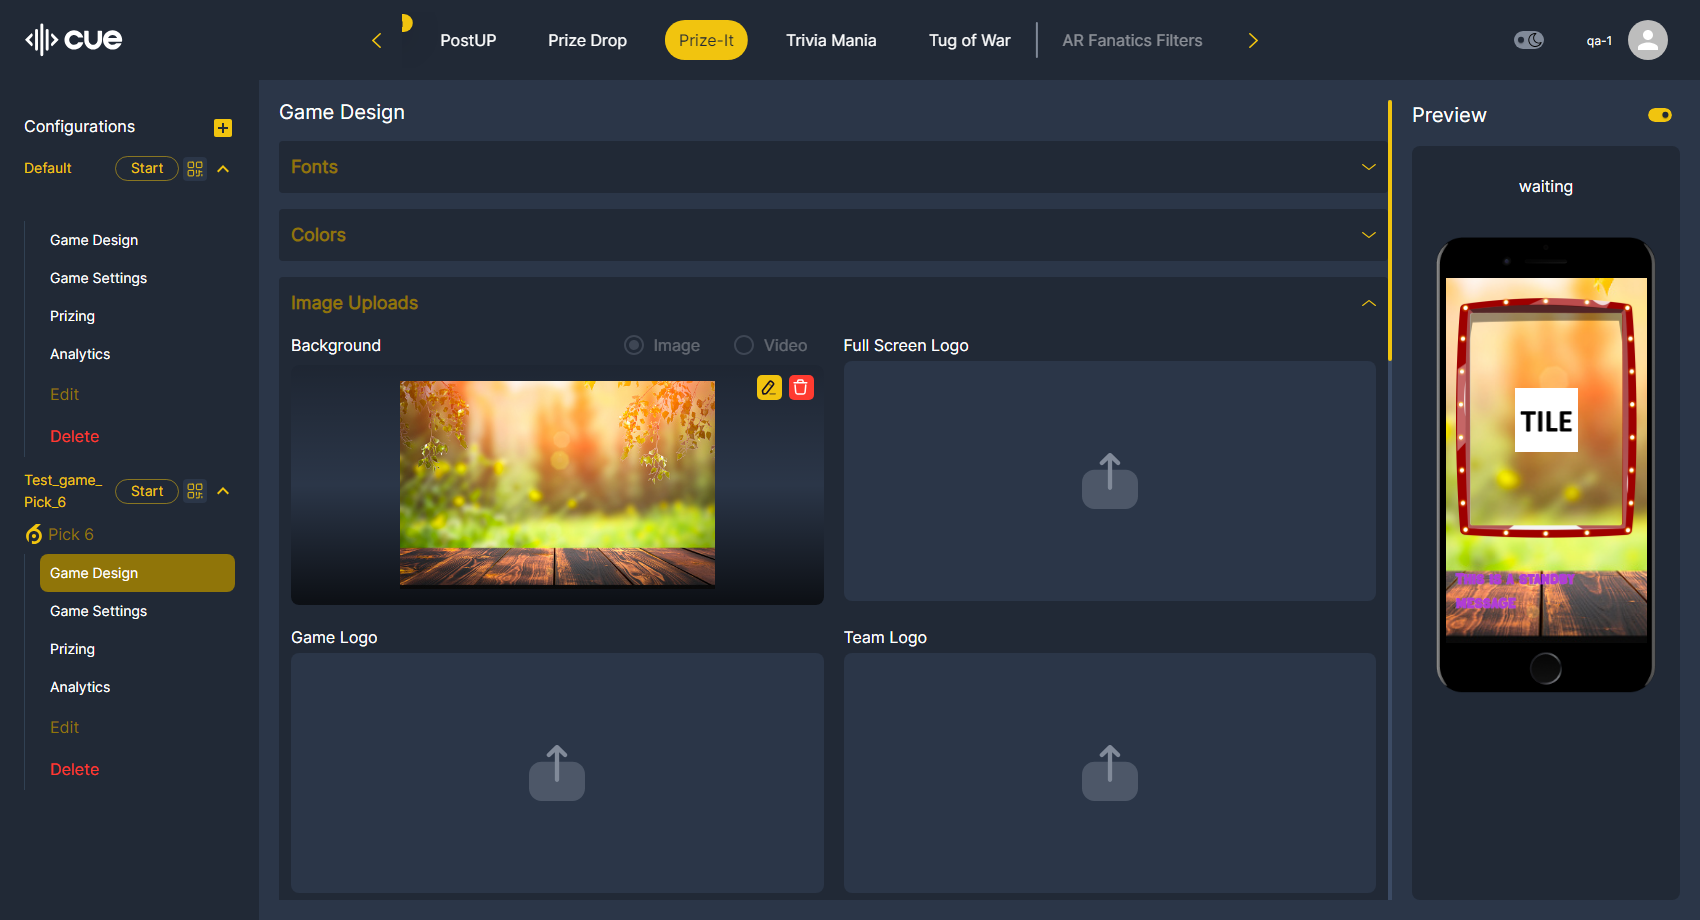 cue
PostUP
Prize Drop
Prize-It
Trivia Mania
Tug of War
AR Fanatics Filters
qa-1
Configurations
Default
Start
Game Design
Game Settings
Prizing
Analytics
Edit
Delete
Test_game_
Pick_6
Start
Pick 6
Game Design
Game Settings
Prizing
Analytics
Edit
Delete
Game Design
Fonts
Colors
Image Uploads
Background
Image
Video
Full Screen Logo
Game Logo
Team Logo
Preview
waiting
TILE
THIS IS A STANDBY
MESSAGE